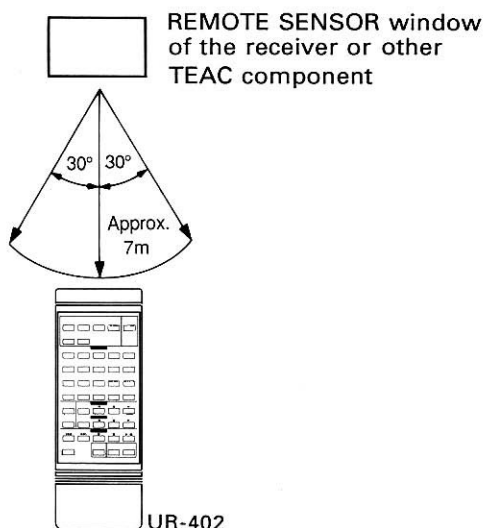 REMOTE SENSOR window
of the receiver or other
TEAC component
30° 30°
Approx.
7m
UR-402